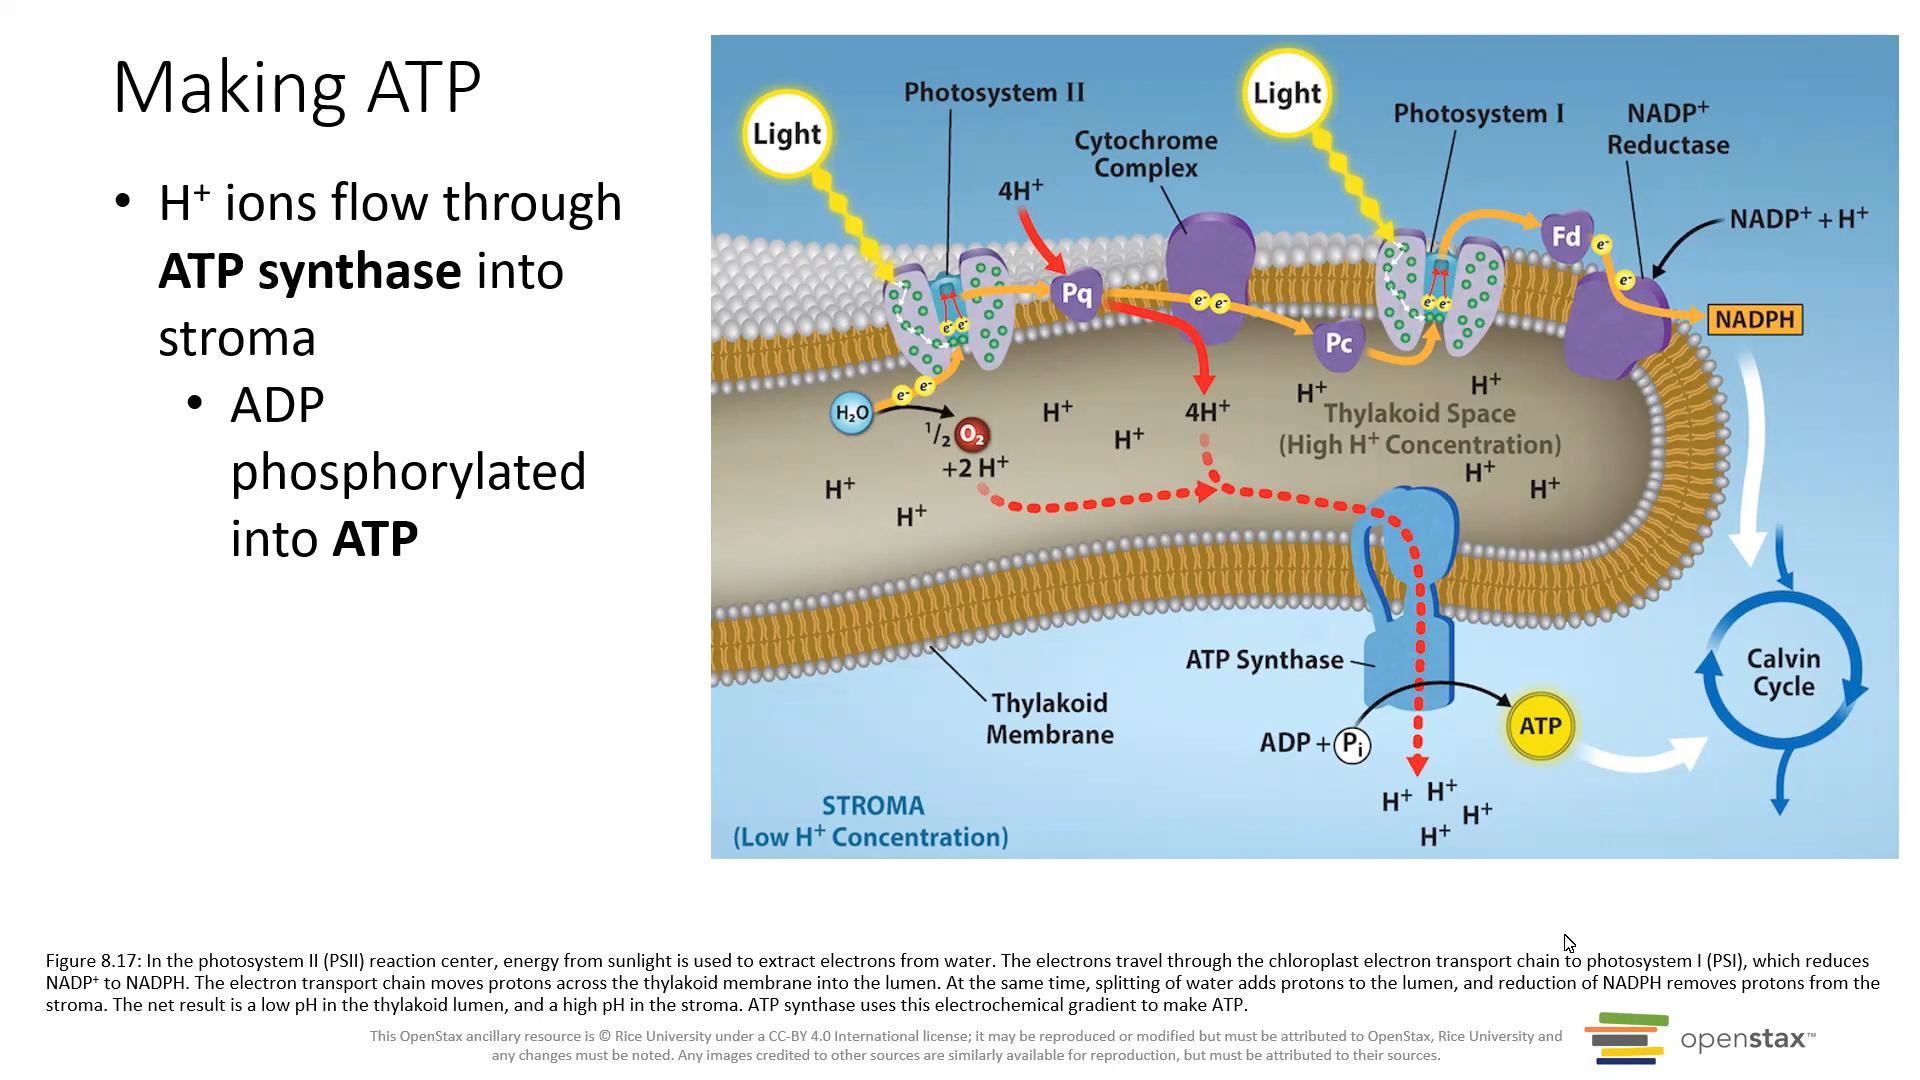 Making ATP
• H⁺ ions flow through
ATP synthase into
stroma
• ADP
phosphorylated
into ATP
Light
Photosystem II
Cytochrome
Complex
Light
Photosystem I
NADP⁺
Reductase
4H⁺
NADP⁺ + H⁺
Fd
e⁻
e⁻
Pq
e⁻ e⁻
e⁻ e⁻
e⁻ e⁻
Pc
NADPH
H₂O
e⁻ e⁻
1/2 O₂
+2 H⁺
H⁺
H⁺
4H⁺
H⁺
H⁺
Thylakoid Space
(High H⁺ Concentration)
H⁺
H⁺
H⁺
H⁺
ATP Synthase
Calvin
Cycle
Thylakoid
Membrane
ADP + Pi
ATP
H⁺ H⁺
H⁺
H⁺
STROMA
(Low H⁺ Concentration)
Figure 8.17: In the photosystem II (PSII) reaction center, energy from sunlight is used to extract electrons from water. The electrons travel through the chloroplast electron transport chain to photosystem I (PSI), which reduces
NADP⁺ to NADPH. The electron transport chain moves protons across the thylakoid membrane into the lumen. At the same time, splitting of water adds protons to the lumen, and reduction of NADPH removes protons from the
stroma. The net result is a low pH in the thylakoid lumen, and a high pH in the stroma. ATP synthase uses this electrochemical gradient to make ATP.
This OpenStax ancillary resource is © Rice University under a CC-BY 4.0 International license; it may be reproduced or modified but must be attributed to OpenStax, Rice University and
any changes must be noted. Any images credited to other sources are similarly available for reproduction, but must be attributed to their sources.
openstax™